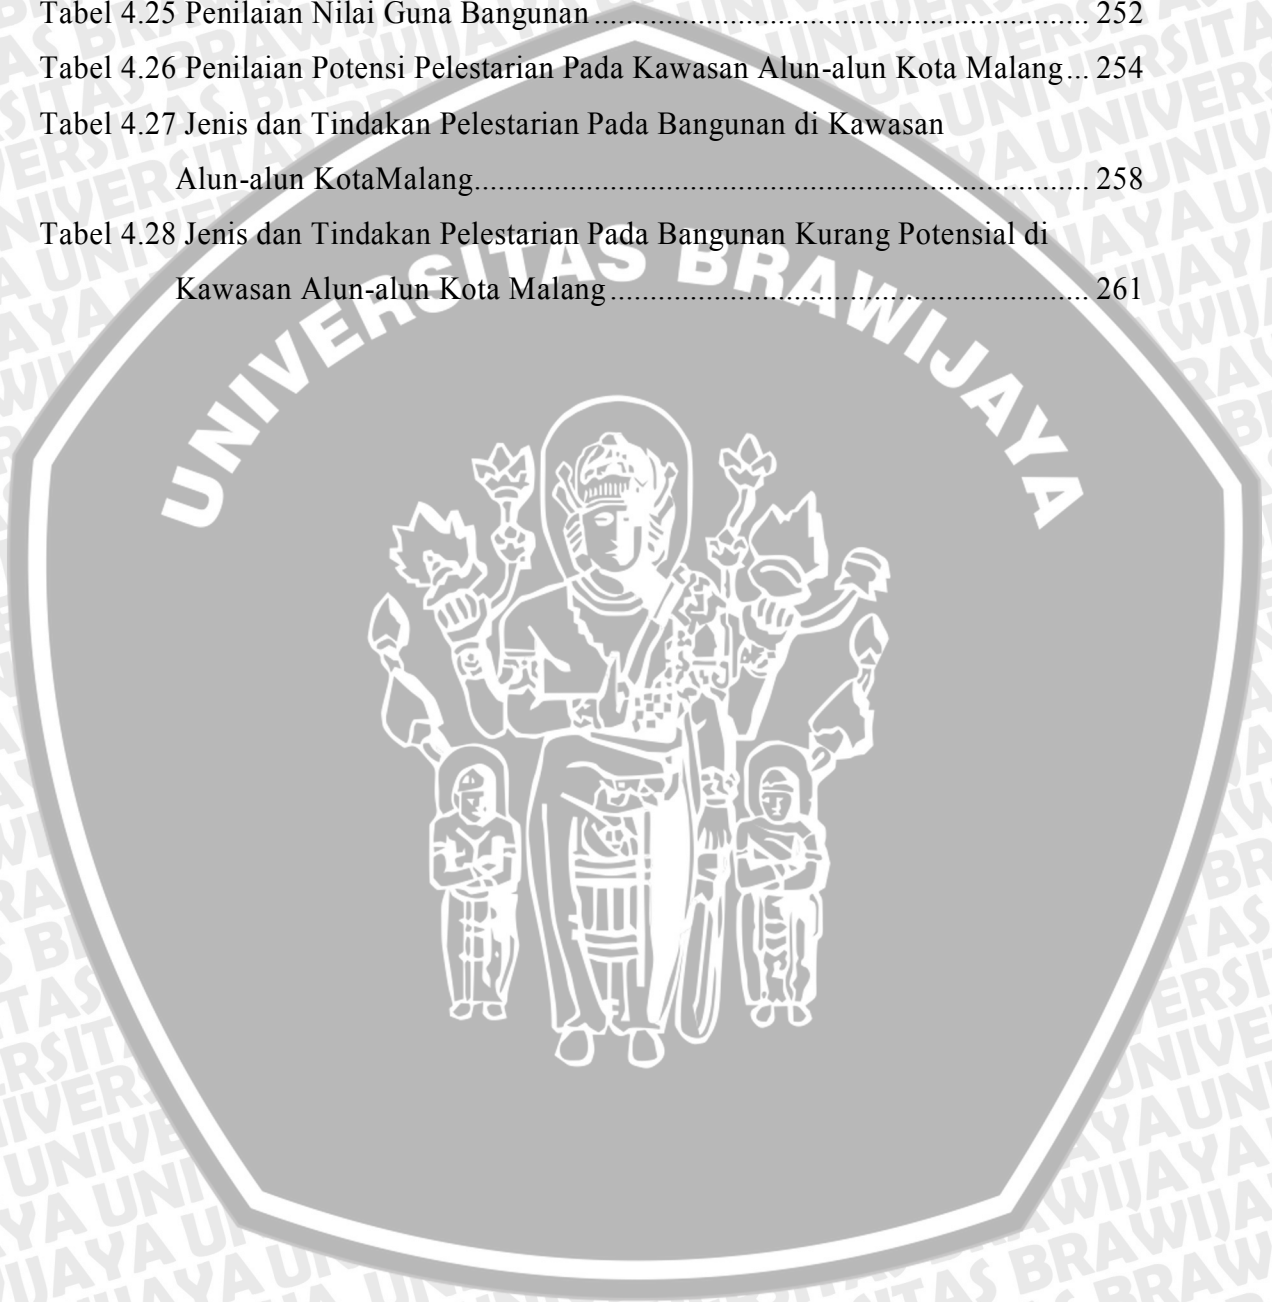 Tabel 4.25 Penilaian Nilai Guna Bangunan ............................................................... 252
Tabel 4.26 Penilaian Potensi Pelestarian Pada Kawasan Alun-alun Kota Malang... 254
Tabel 4.27 Jenis dan Tindakan Pelestarian Pada Bangunan di Kawasan
Alun-alun KotaMalang.............................................................................. 258
Tabel 4.28 Jenis dan Tindakan Pelestarian Pada Bangunan Kurang Potensial di
Kawasan Alun-alun Kota Malang ............................................................. 261
UNIVERSITAS BRAWIJAYA